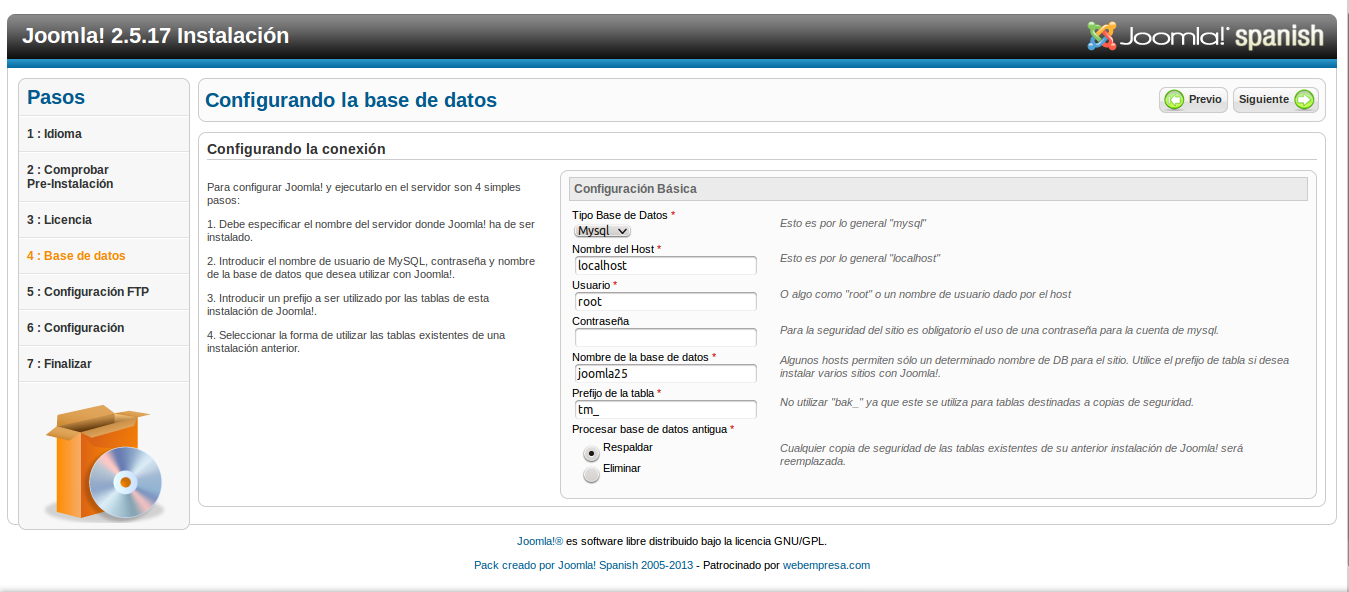 Joomla! 2.5.17 Instalación
Joomla! spanish
Pasos
1 : Idioma
2 : Comprobar
Pre-Instalación
3 : Licencia
4 : Base de datos
5 : Configuración FTP
6 : Configuración
7 : Finalizar
Configurando la base de datos
Previo
Siguiente
Configurando la conexión
Para configurar Joomla! y ejecutarlo en el servidor son 4 simples
pasos:
1. Debe especificar el nombre del servidor donde Joomla! ha de ser
instalado.
2. Introducir el nombre de usuario de MySQL, contraseña y nombre
de la base de datos que desea utilizar con Joomla!.
3. Introducir un prefijo a ser utilizado por las tablas de esta
instalación de Joomla!.
4. Seleccionar la forma de utilizar las tablas existentes de una
instalación anterior.
Configuración Básica
Tipo Base de Datos *
Mysql
Esto es por lo general "mysql"
Nombre del Host *
localhost
Esto es por lo general "localhost"
Usuario *
root
O algo como "root" o un nombre de usuario dado por el host
Contraseña
Para la seguridad del sitio es obligatorio el uso de una contraseña para la cuenta de mysql.
Nombre de la base de datos *
joomla25
Algunos hosts permiten sólo un determinado nombre de DB para el sitio. Utilice el prefijo de tabla si desea
instalar varios sitios con Joomla!.
Prefijo de la tabla *
tm_
No utilizar "bak_" ya que este se utiliza para tablas destinadas a copias de seguridad.
Procesar base de datos antigua *
Respaldar
Eliminar
Cualquier copia de seguridad de las tablas existentes de su anterior instalación de Joomla! será
reemplazada.
Joomla!® es software libre distribuido bajo la licencia GNU/GPL.
Pack creado por Joomla! Spanish 2005-2013 - Patrocinado por webempresa.com